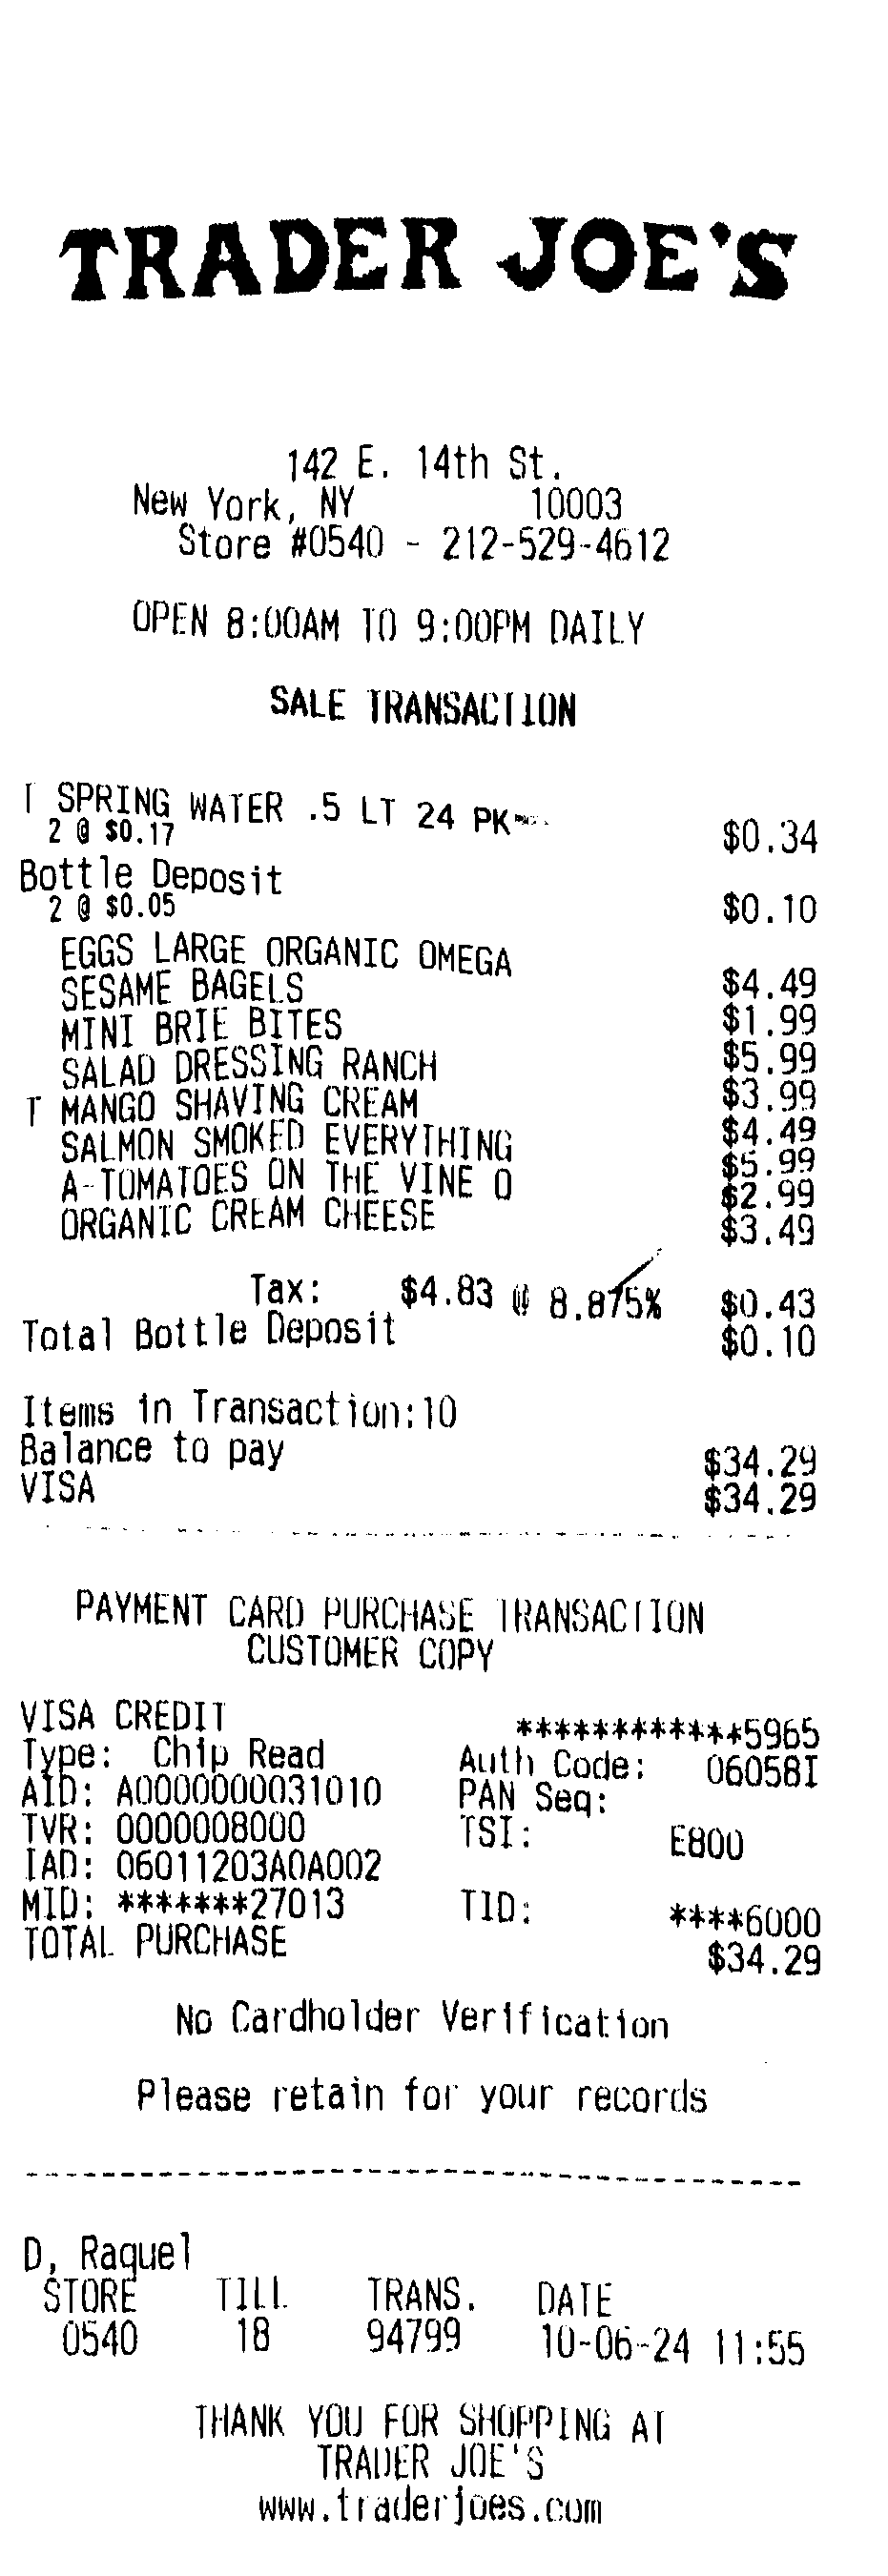 TRADER JOE'S
142 E. 14th St.
New York, NY 10003
Store #0540 - 212-529-4612
OPEN 8:00AM TO 9:00PM DAILY
SALE TRANSACTION
T SPRING WATER .5 LT 24 PK
2 @ $0.17 $0.34
Bottle Deposit
2 @ $0.05 $0.10
EGGS LARGE ORGANIC OMEGA $4.49
SESAME BAGELS $1.99
MINI BRIE BITES $5.99
SALAD DRESSING RANCH $3.99
T MANGO SHAVING CREAM $4.49
SALMON SMOKED EVERYTHING $5.99
A-TOMATOES ON THE VINE O $2.99
ORGANIC CREAM CHEESE $3.49
Tax: $4.83 @ 8.875% $0.43
Total Bottle Deposit $0.10
Items in Transaction:10
Balance to pay $34.29
VISA $34.29
PAYMENT CARD PURCHASE TRANSACTION
CUSTOMER COPY
VISA CREDIT ************5965
Type: Chip Read Auth Code: 06058I
AID: A0000000031010 PAN Seq:
TVR: 0000008000 TSI: E800
IAD: 06011203A0A002
MID: *******27013 TID: ****6000
TOTAL PURCHASE $34.29
No Cardholder Verification
Please retain for your records
D, Raquel
STORE TILL TRANS. DATE
0540 18 94799 10-06-24 11:55
THANK YOU FOR SHOPPING AT
TRADER JOE'S
www.traderjoes.com